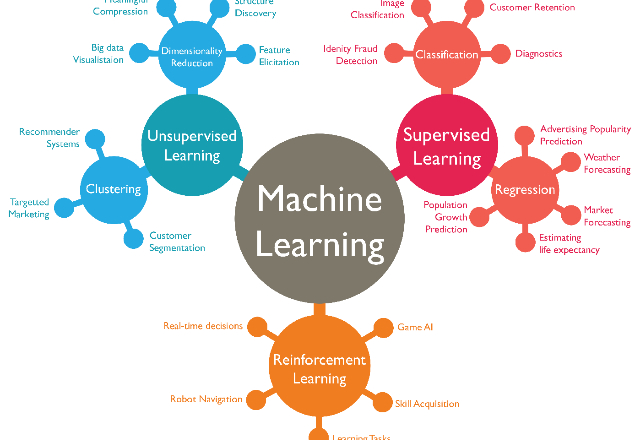 Meaningful
Compression
Structure
Discovery
Image
Classification
Customer Retention
Big data
Visualistaion
Dimensionality
Reduction
Feature
Elicitation
Idenity Fraud
Detection
Classification
Diagnostics
Recommender
Systems
Unsupervised
Learning
Supervised
Learning
Advertising Popularity
Prediction
Weather
Forecasting
Clustering
Machine
Learning
Regression
Targetted
Marketing
Population
Growth
Prediction
Market
Forecasting
Customer
Segmentation
Estimating
life expectancy
Real-time decisions
Game AI
Reinforcement
Learning
Robot Navigation
Skill Acquisition
Learning Tasks